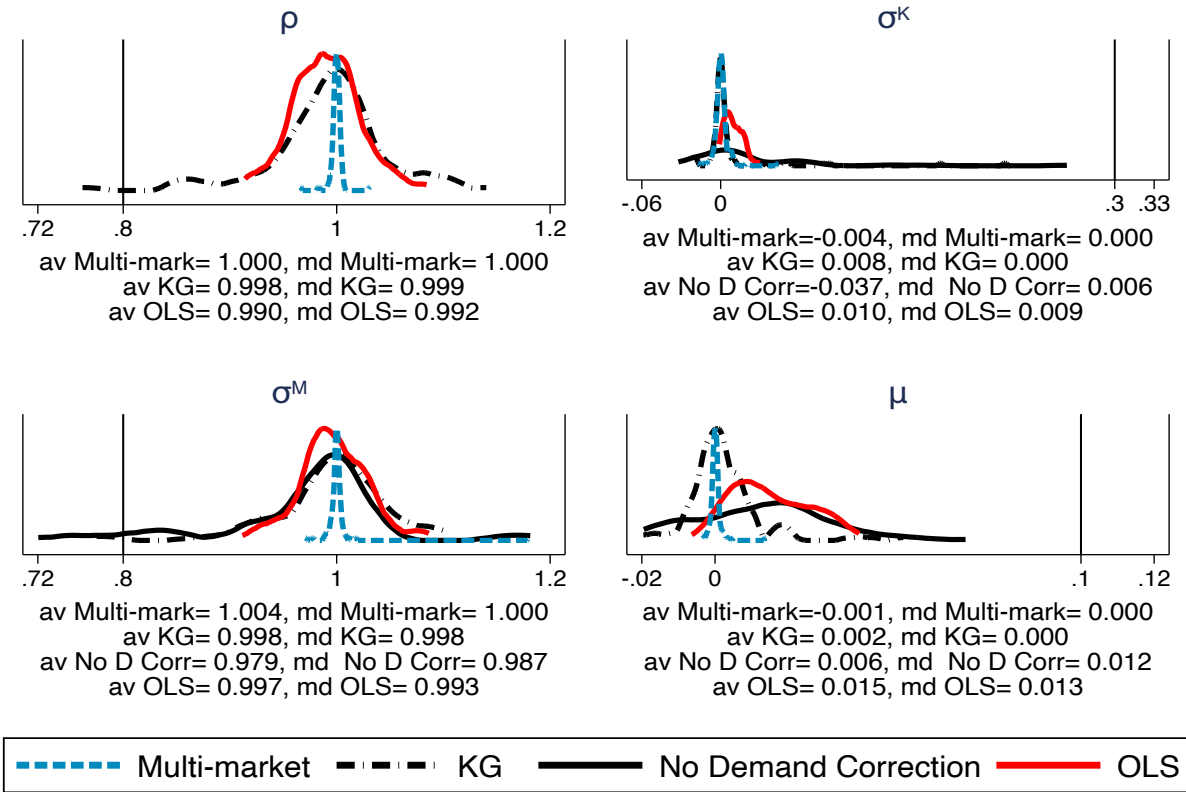 ρ
.72 .8 1 1.2
av Multi-mark= 1.000, md Multi-mark= 1.000
av KG= 0.998, md KG= 0.999
av OLS= 0.990, md OLS= 0.992
σᴷ
-.06 0 .3 .33
av Multi-mark=-0.004, md Multi-mark= 0.000
av KG= 0.008, md KG= 0.000
av No D Corr=-0.037, md No D Corr= 0.006
av OLS= 0.010, md OLS= 0.009
σᴹ
.72 .8 1 1.2
av Multi-mark= 1.004, md Multi-mark= 1.000
av KG= 0.998, md KG= 0.998
av No D Corr= 0.979, md No D Corr= 0.987
av OLS= 0.997, md OLS= 0.993
μ
-.02 0 .1 .12
av Multi-mark=-0.001, md Multi-mark= 0.000
av KG= 0.002, md KG= 0.000
av No D Corr= 0.006, md No D Corr= 0.012
av OLS= 0.015, md OLS= 0.013
Multi-market KG No Demand Correction OLS